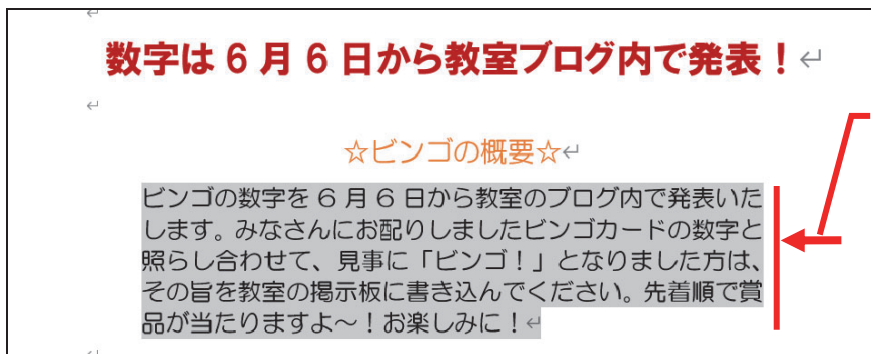 数字は 6 月 6 日から教室ブログ内で発表！
☆ビンゴの概要☆
ビンゴの数字を 6 月 6 日から教室のブログ内で発表いた
します。みなさんにお配りしましたビンゴカードの数字と
照らし合わせて、見事に「ビンゴ！」となりました方は、
その旨を教室の掲示板に書き込んでください。先着順で賞
品が当たりますよ～！お楽しみに！